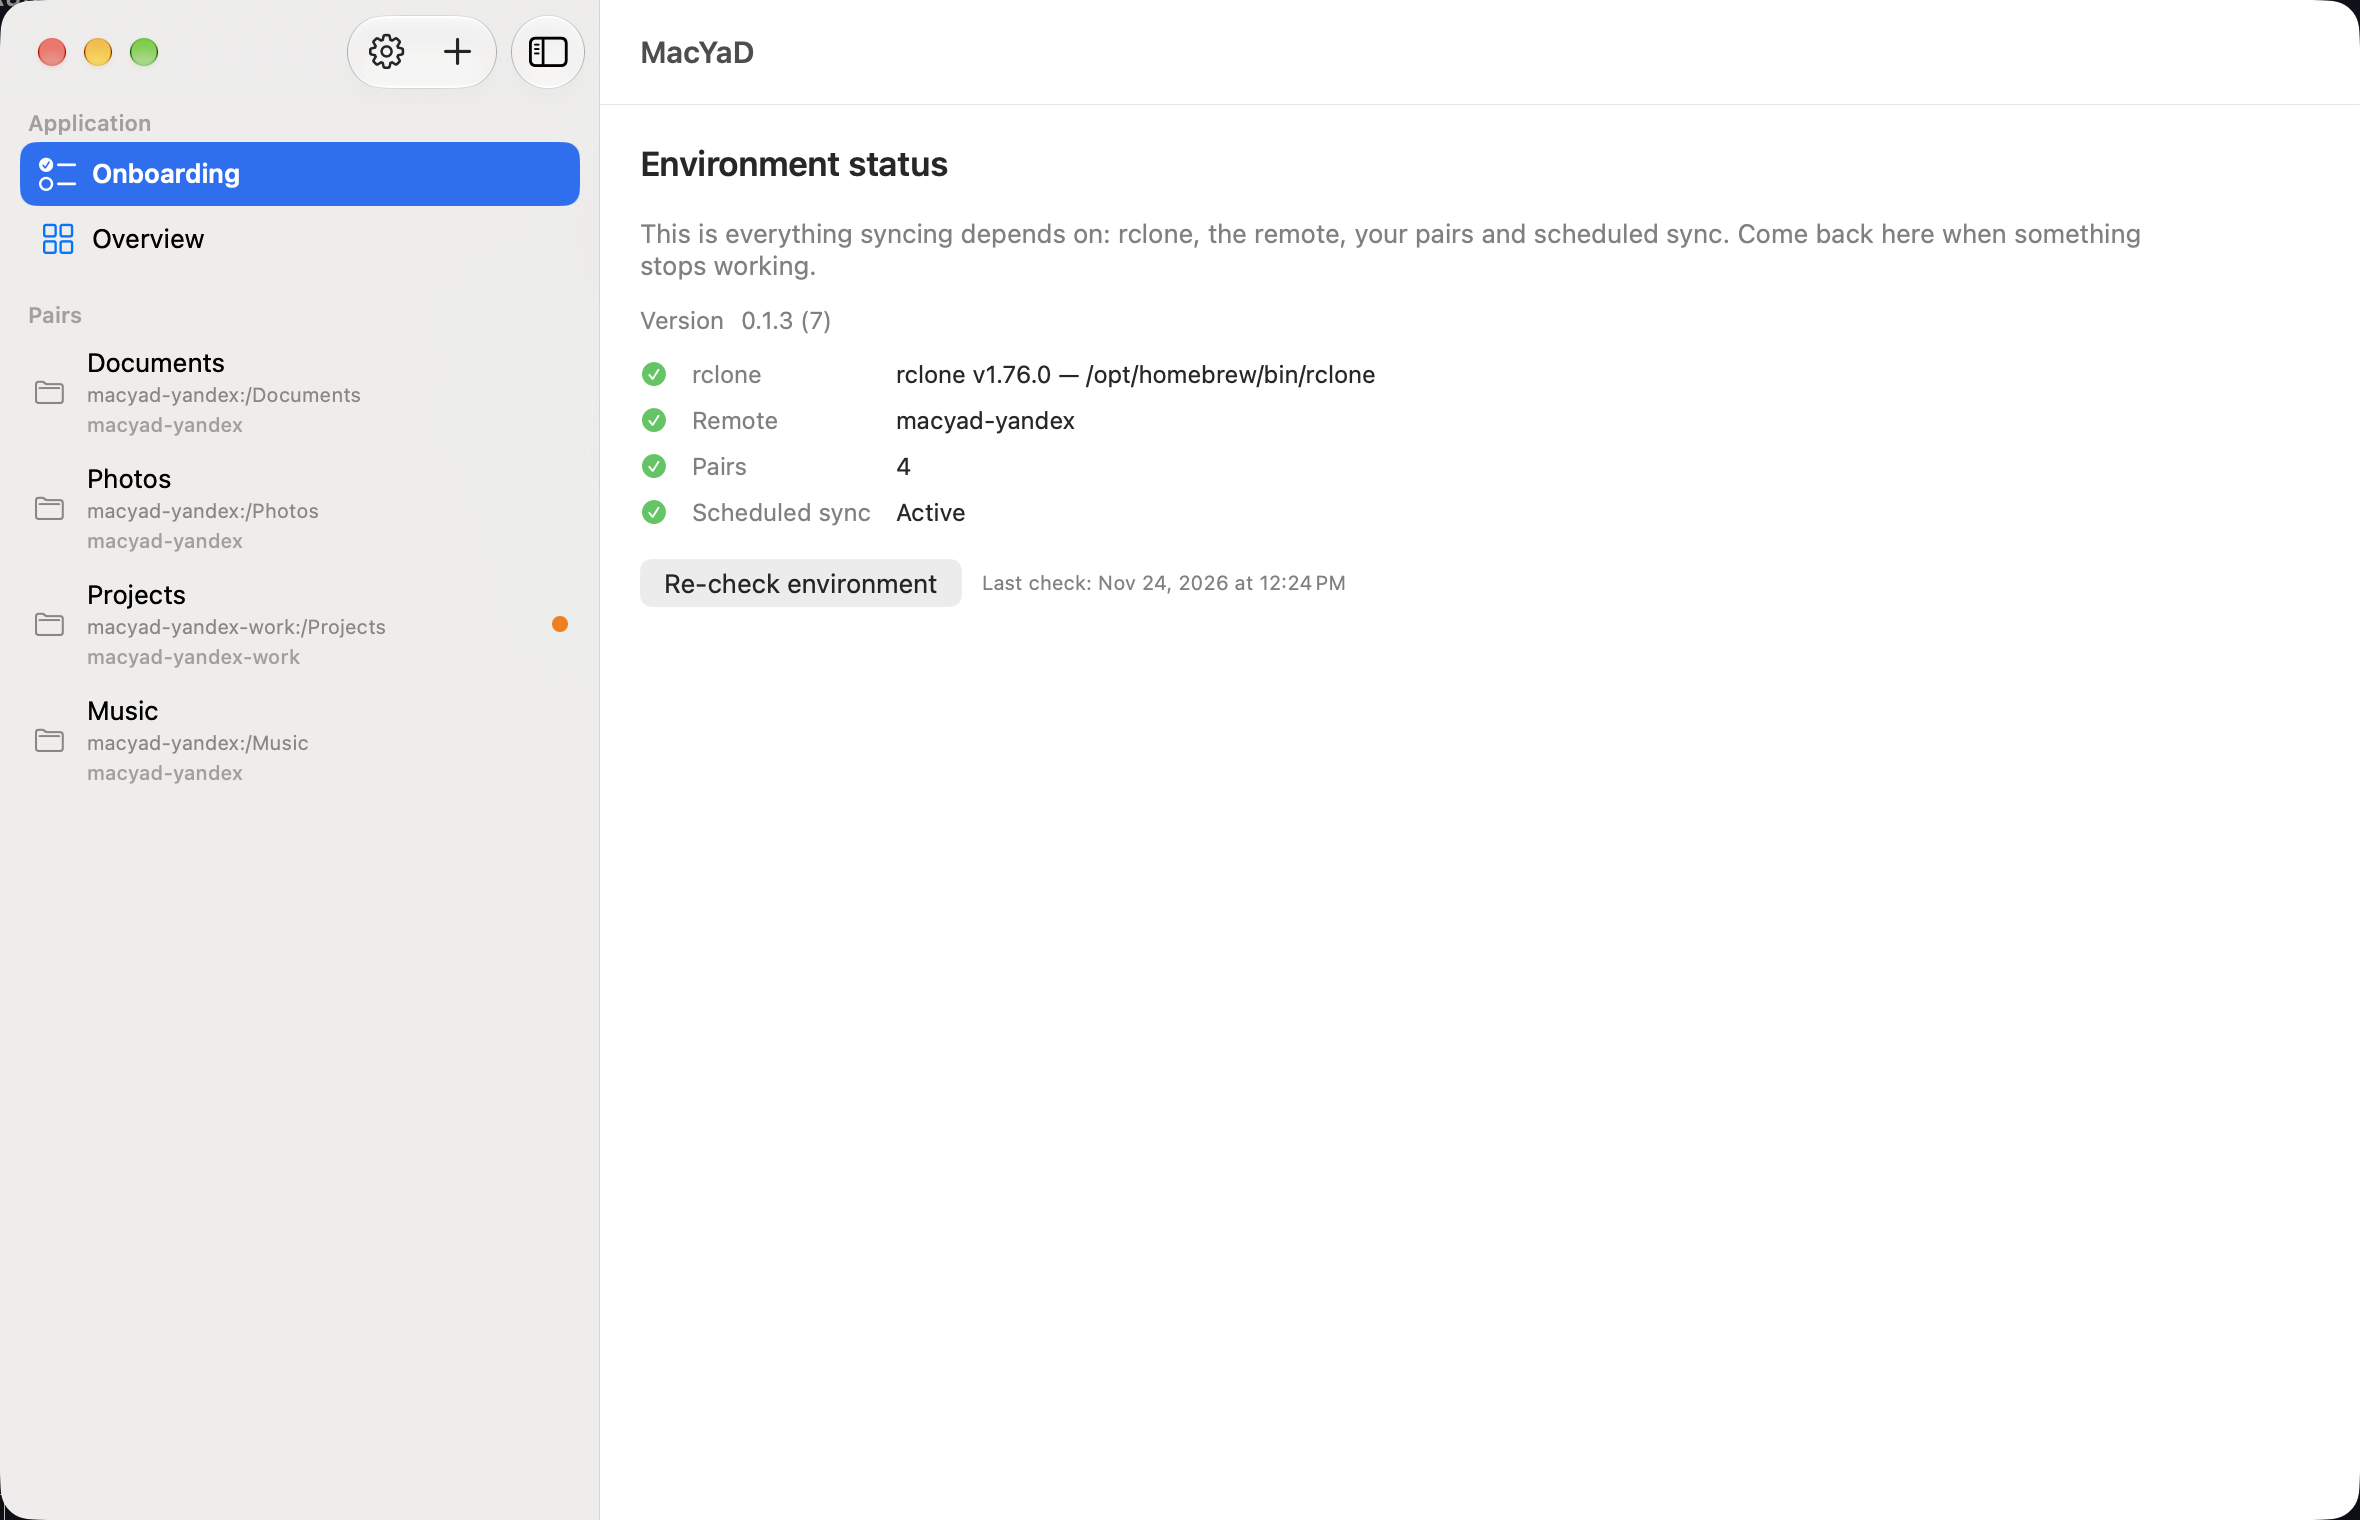 Application
Onboarding
Overview
Pairs
Documents
macyad-yandex:/Documents
macyad-yandex
Photos
macyad-yandex:/Photos
macyad-yandex
Projects
macyad-yandex-work:/Projects
macyad-yandex-work
Music
macyad-yandex:/Music
macyad-yandex
MacYaD
Environment status
This is everything syncing depends on: rclone, the remote, your pairs and scheduled sync. Come back here when something
stops working.
Version 0.1.3 (7)
rclone rclone v1.76.0 — /opt/homebrew/bin/rclone
Remote macyad-yandex
Pairs 4
Scheduled sync Active
Re-check environment Last check: Nov 24, 2026 at 12:24 PM